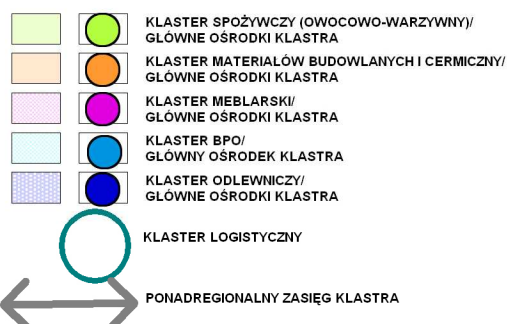 KLASTER SPOŻYWCZY (OWOCOWO-WARZYWNY)/
GŁÓWNE OŚRODKI KLASTRA
KLASTER MATERIAŁÓW BUDOWLANYCH I CERMICZNY/
GŁÓWNE OŚRODKI KLASTRA
KLASTER MEBLARSKI/
GŁÓWNE OŚRODKI KLASTRA
KLASTER BPO/
GŁÓWNY OŚRODEK KLASTRA
KLASTER ODLEWNICZY/
GŁÓWNE OŚRODKI KLASTRA
KLASTER LOGISTYCZNY
PONADREGIONALNY ZASIĘG KLASTRA